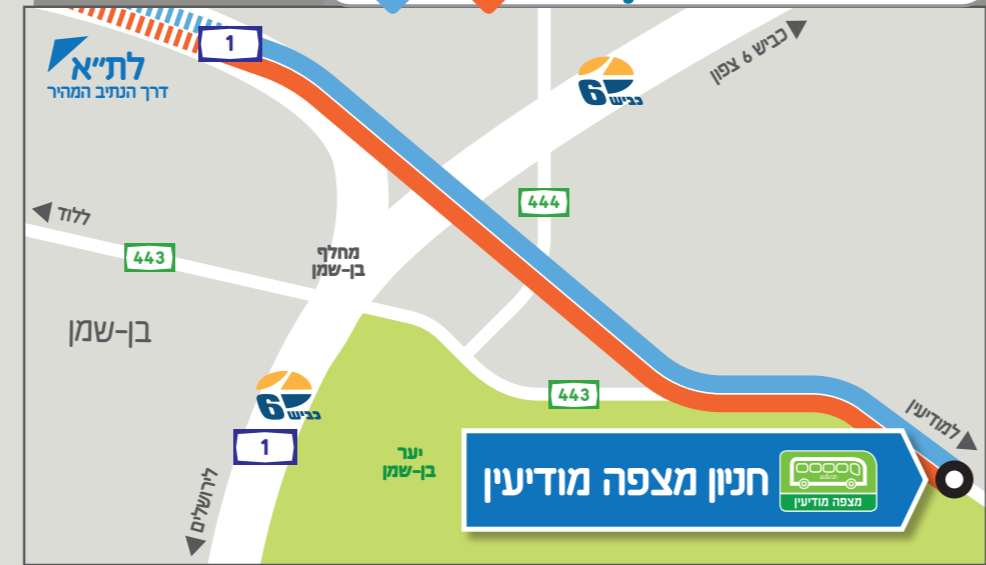 1
לת״א
דרך הנתיב המהיר
כביש 6 צפון
6 כביש
ללוד
443
444
מחלף
בן-שמן
בן-שמן
6 כביש
1
443
יער
בן-שמן
למודיעין
לירושלים
חניון מצפה מודיעין
מצפה מודיעין